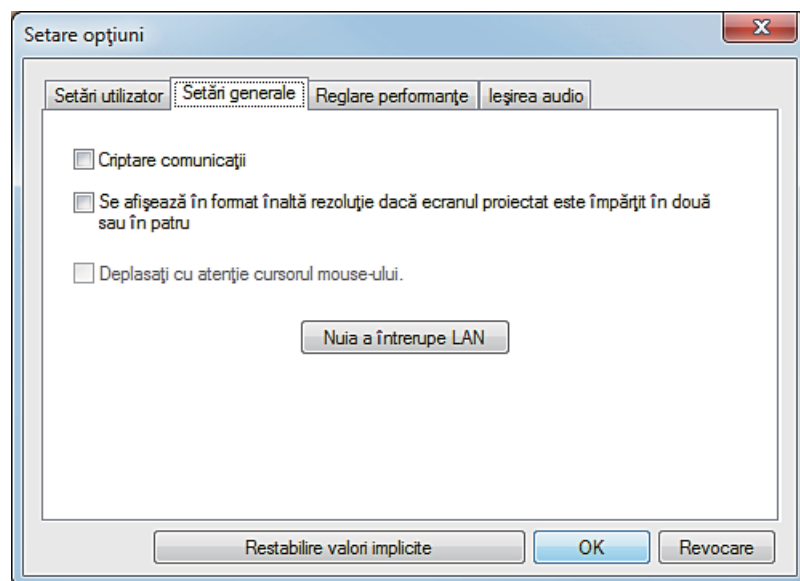 Setare opţiuni
Setări utilizator Setări generale Reglare performanţe Ieşirea audio
Criptare comunicaţii
Se afişează în format înaltă rezoluţie dacă ecranul proiectat este împărţit în două
sau în patru
Deplasaţi cu atenţie cursorul mouse-ului.
Nuia a întrerupe LAN
Restabilire valori implicite OK Revocare